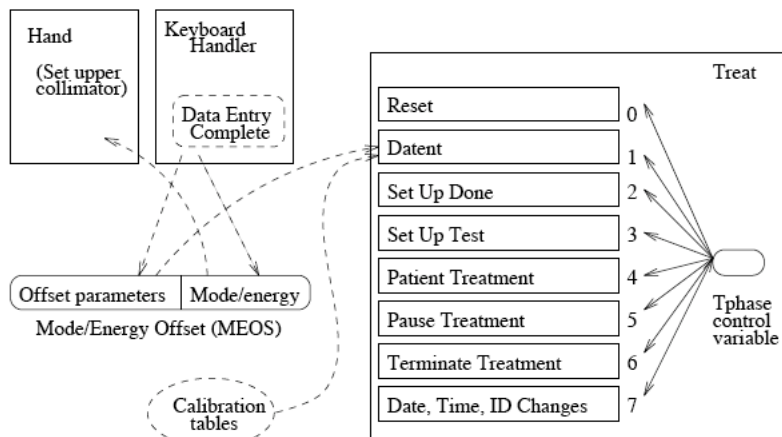 Hand
(Set upper
collimator)
Keyboard
Handler
Data Entry
Complete
Offset parameters
Mode/energy
Mode/Energy Offset (MEOS)
Calibration
tables
Treat
Reset 0
Datent 1
Set Up Done 2
Set Up Test 3
Patient Treatment 4
Pause Treatment 5
Terminate Treatment 6
Date, Time, ID Changes 7
Tphase
control
variable